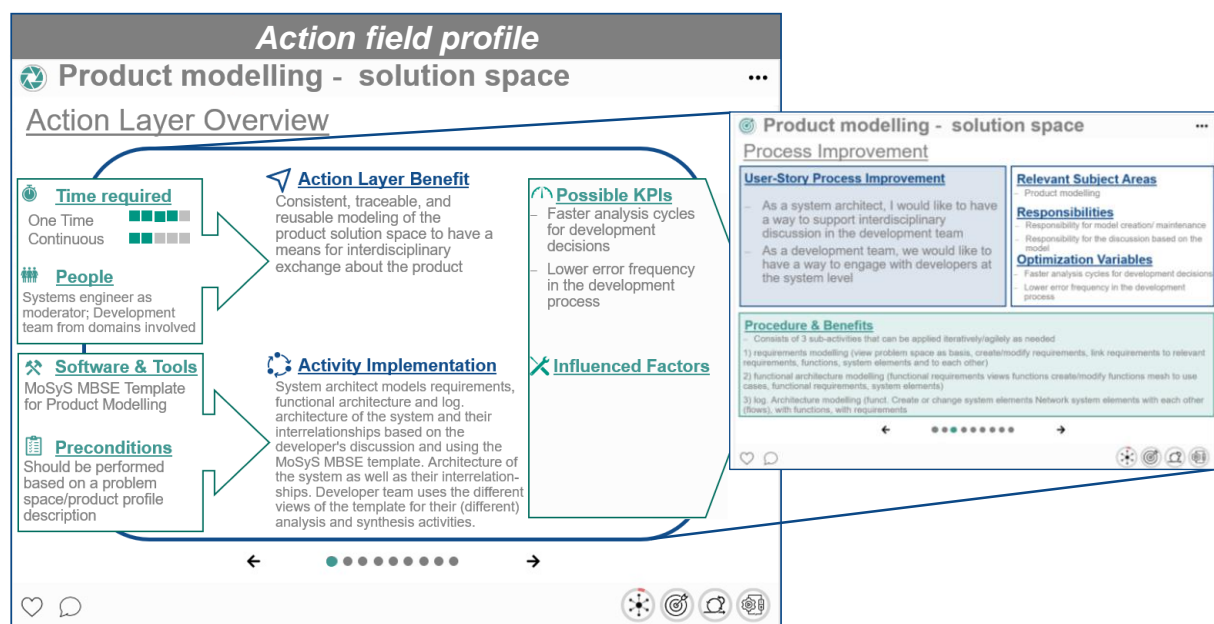 Action field profile
Product modelling - solution space
Action Layer Overview
Time required
One Time
Continuous
People
Systems engineer as
moderator; Development
team from domains involved
Software & Tools
MoSyS MBSE Template
for Product Modelling
Preconditions
Should be performed
based on a problem
space/product profile
description
Action Layer Benefit
Consistent, traceable, and
reusable modeling of the
product solution space to have a
means for interdisciplinary
exchange about the product
Activity Implementation
System architect models requirements,
functional architecture and log.
architecture of the system and their
interrelationships based on the
developer's discussion and using the
MoSyS MBSE template. Architecture of
the system as well as their interrelation-
ships. Developer team uses the different
views of the template for their (different)
analysis and synthesis activities.
Possible KPIs
– Faster analysis cycles
for development
decisions
– Lower error frequency
in the development
process
Influenced Factors
Product modelling - solution space
Process Improvement
User-Story Process Improvement
– As a system architect, I would like to have
a way to support interdisciplinary
discussion in the development team
– As a development team, we would like to
have a way to engage with developers at
the system level
Relevant Subject Areas
– Product modelling
Responsibilities
– Responsibility for model creation/ maintenance
– Responsibility for the discussion based on the
model
Optimization Variables
– Faster analysis cycles for development decisions
– Lower error frequency in the development
process
Procedure & Benefits
– Consists of 3 sub-activities that can be applied iteratively/agilely as needed
1) requirements modelling (view problem space as basis, create/modify requirements, link requirements to relevant
requirements, functions, system elements and to each other)
2) functional architecture modelling (functional requirements views functions create/modify functions mesh to use
cases, functional requirements, system elements)
3) log. Architecture modelling (funct. Create or change system elements Network system elements with each other
(flows), with functions, with requirements